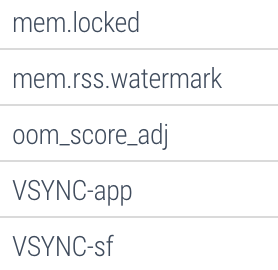 mem.locked
mem.rss.watermark
oom_score_adj
VSYNC-app
VSYNC-sf